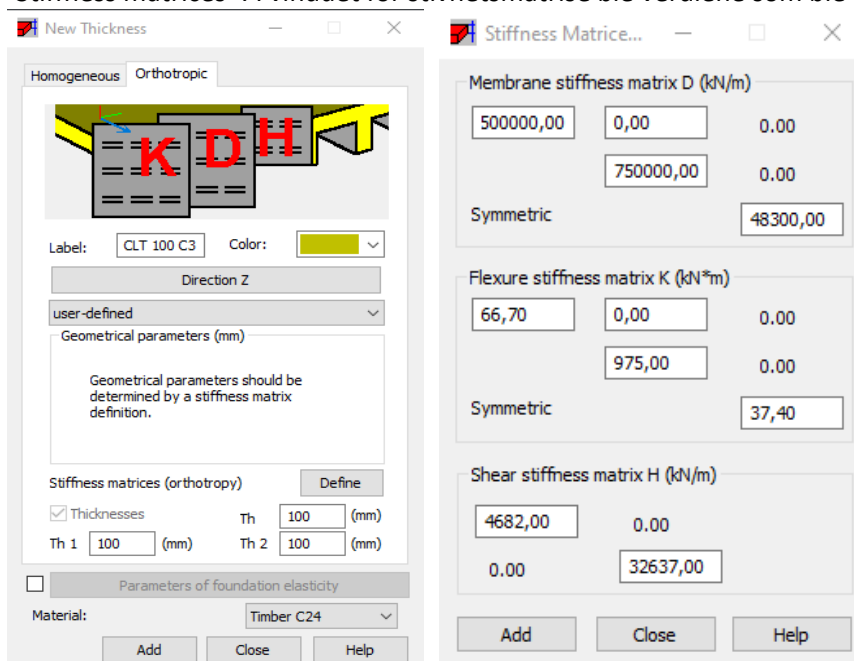 New Thickness
Homogeneous Orthotropic
K D H
Label: CLT 100 C3 Color:
Direction Z
user-defined
Geometrical parameters (mm)
Geometrical parameters should be
determined by a stiffness matrix
definition.
Stiffness matrices (orthotropy) Define
Thicknesses Th 100 (mm)
Th 1 100 (mm) Th 2 100 (mm)
Parameters of foundation elasticity
Material: Timber C24
Add Close Help
Stiffness Matrice...
Membrane stiffness matrix D (kN/m)
500000,00 0,00 0.00
750000,00 0.00
Symmetric 48300,00
Flexure stiffness matrix K (kN*m)
66,70 0,00 0.00
975,00 0.00
Symmetric 37,40
Shear stiffness matrix H (kN/m)
4682,00 0.00
0.00 32637,00
Add Close Help